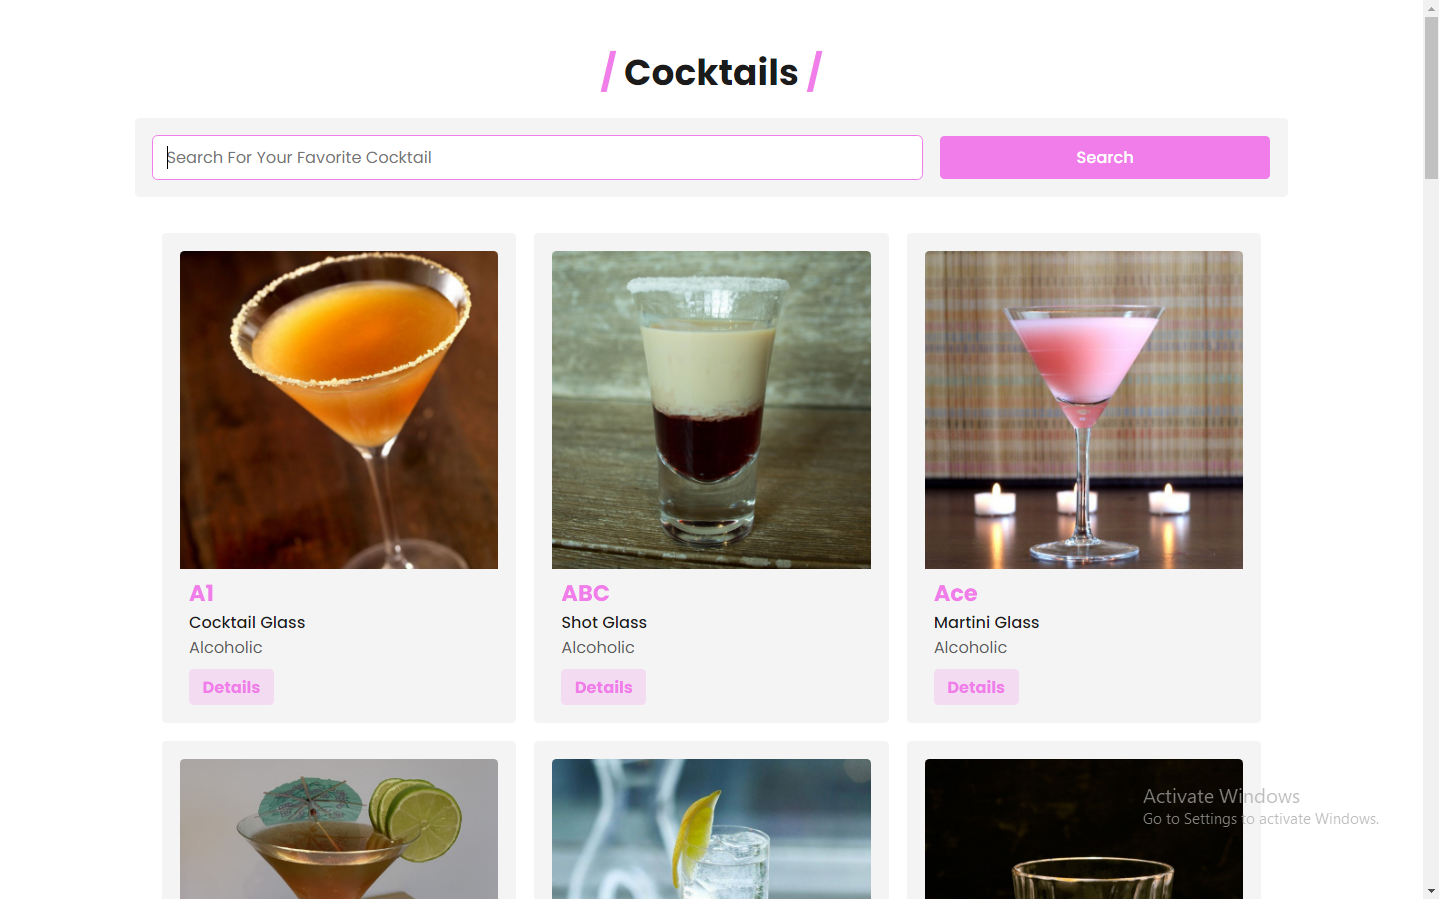 / Cocktails /
Search For Your Favorite Cocktail
Search
A1
Cocktail Glass
Alcoholic
Details
ABC
Shot Glass
Alcoholic
Details
Ace
Martini Glass
Alcoholic
Details
Activate Windows
Go to Settings to activate Windows.